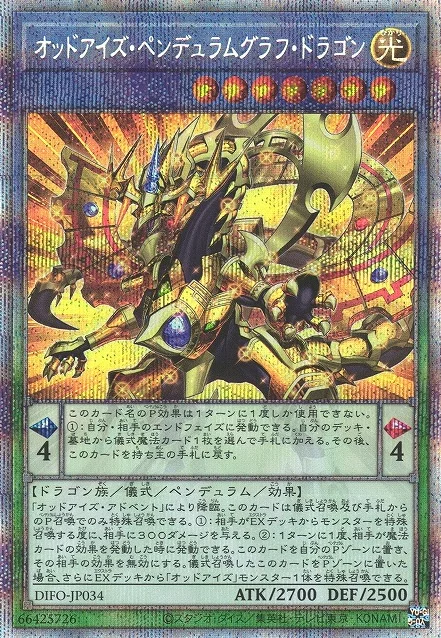 オッドアイズ・ペンデュラムグラフ・ドラゴン
光
このカード名のP効果は1ターンに1度しか使用できない。
①:自分・相手のエンドフェイズに発動できる。自分のデッキ・
墓地から儀式魔法カード1枚を選んで手札に加える。その後、
このカードを持ち主の手札に戻す。
4
4
【ドラゴン族/儀式/ペンデュラム/効果】
「オッドアイズ・アドベント」により降臨。このカードは儀式召喚及び手札から
のP召喚でのみ特殊召喚できる。①:相手がEXデッキからモンスターを特殊
召喚する度に、相手に300ダメージを与える。②:1ターンに1度、相手が魔法
カードの効果を発動した時に発動できる。このカードを自分のPゾーンに置き、
その相手の効果を無効にする。儀式召喚したこのカードを置いた
場合、さらにEXデッキから「オッドアイズ」モンスター1体を特殊召喚できる。
DIFO-JP034
ATK/2700
DEF/2500
66425726
©スタジオ・ダイス/集英社・テレビ東京・KONAMI